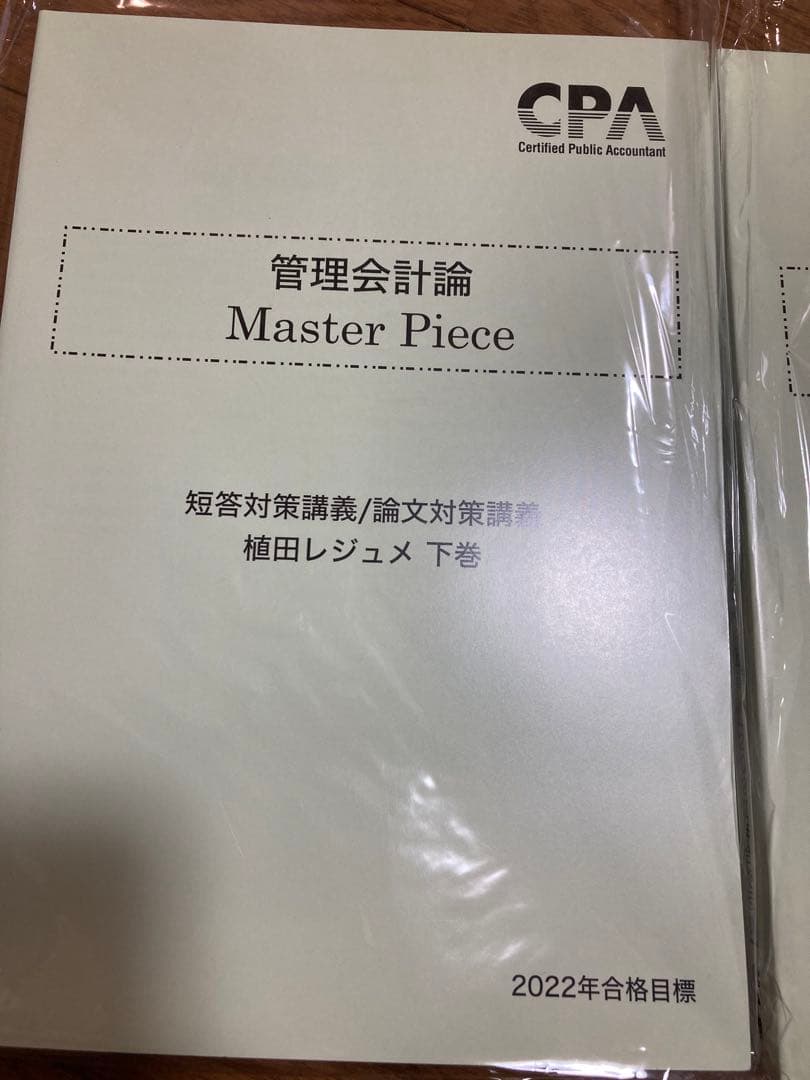 CPA
Certified Public Accountant
管理会計論
Master Piece
短答対策講義/論文対策講義
植田レジュメ 下巻
2022年合格目標